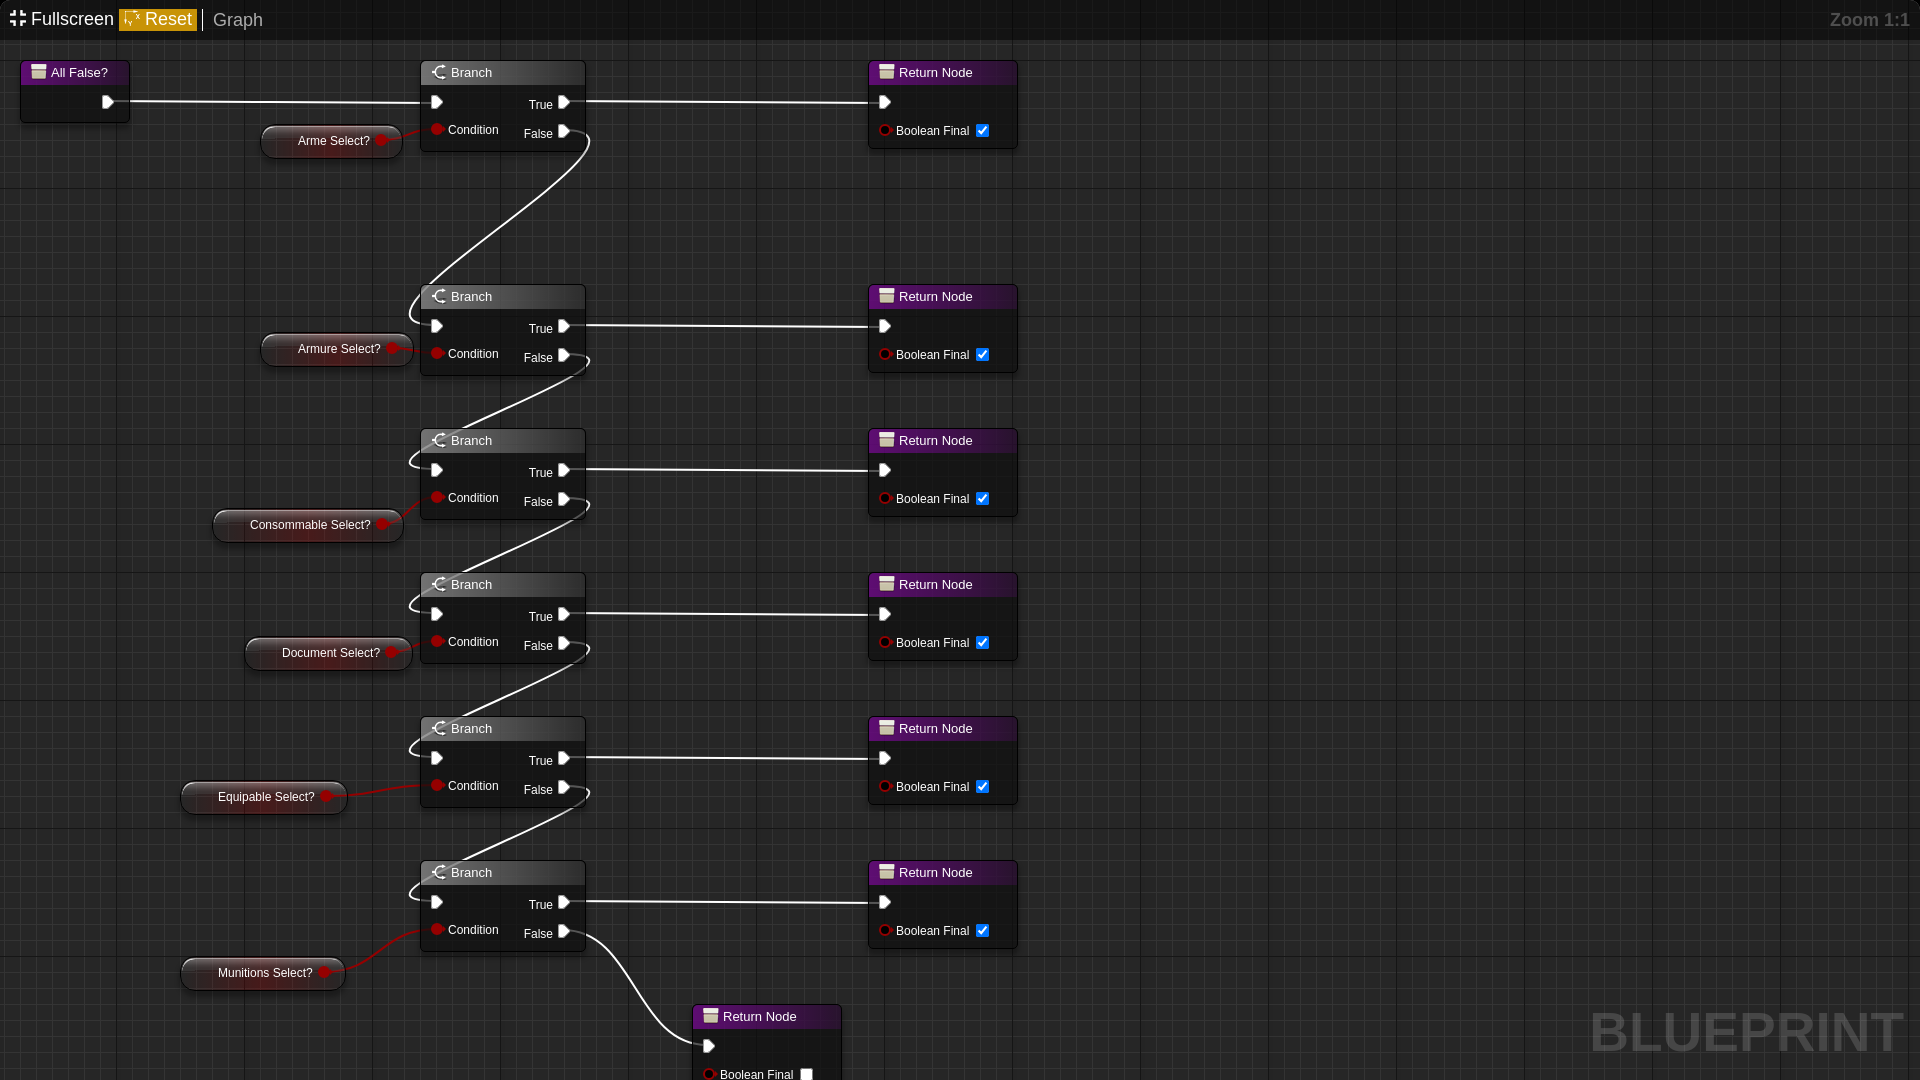 Fullscreen Reset Graph Zoom 1:1
All False? Branch Return Node
True
Condition False Boolean Final
Arme Select?
Branch Return Node
True
Armure Select? Condition False Boolean Final
Branch Return Node
True
Condition False Boolean Final
Consommable Select?
Branch Return Node
True
Condition False Boolean Final
Document Select?
Branch Return Node
True
Condition False Boolean Final
Equipable Select?
Branch Return Node
True
Condition False Boolean Final
Munitions Select?
Return Node
BLUEPRINT
Boolean Final